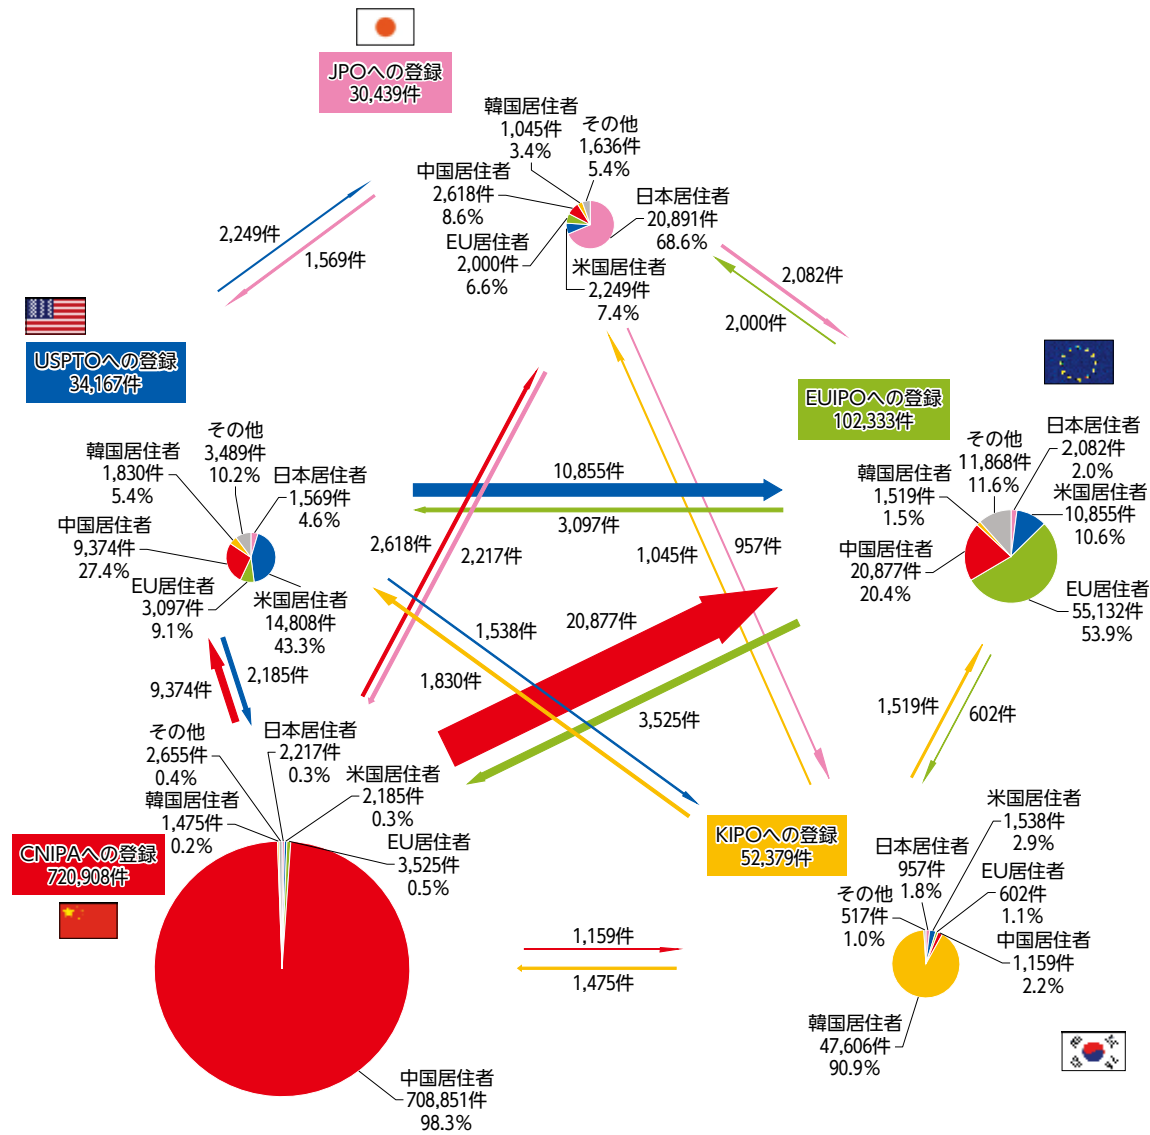 JPOへの登録
30,439件
韓国居住者
1,045件
3.4%
その他
1,636件
5.4%
中国居住者
2,618件
8.6%
日本居住者
20,891件
68.6%
EU居住者
2,000件
6.6%
米国居住者
2,249件
7.4%
2,249件
1,569件
2,082件
2,000件
USPTOへの登録
34,167件
EUIPOへの登録
102,333件
その他
3,489件
10.2%
韓国居住者
1,830件
5.4%
日本居住者
1,569件
4.6%
中国居住者
9,374件
27.4%
EU居住者
3,097件
9.1%
米国居住者
14,808件
43.3%
10,855件
3,097件
2,618件
2,217件
1,045件
957件
日本居住者
2,082件
2.0%
その他
11,868件
11.6%
韓国居住者
1,519件
1.5%
米国居住者
10,855件
10.6%
中国居住者
20,877件
20.4%
EU居住者
55,132件
53.9%
20,877件
1,538件
1,830件
3,525件
9,374件
2,185件
1,519件
602件
その他
2,655件
0.4%
日本居住者
2,217件
0.3%
米国居住者
2,185件
0.3%
韓国居住者
1,475件
0.2%
EU居住者
3,525件
0.5%
CNIPAへの登録
720,908件
KIPOへの登録
52,379件
米国居住者
1,538件
2.9%
日本居住者
957件
1.8%
EU居住者
602件
1.1%
その他
517件
1.0%
中国居住者
1,159件
2.2%
1,159件
1,475件
韓国居住者
47,606件
90.9%
中国居住者
708,851件
98.3%